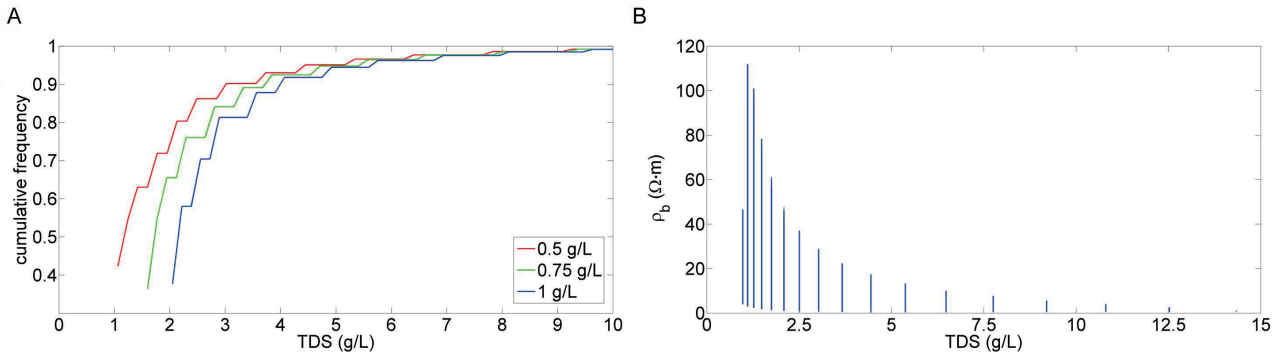 A
B
1
0.9
0.8
0.7
0.6
0.5
0.4
cumulative frequency
0 1 2 3 4 5 6 7 8 9 10
TDS (g/L)
0.5 g/L
0.75 g/L
1 g/L
120
100
80
60
40
20
0
ρb (Ω·m)
0 2.5 5 7.5 10 12.5 15
TDS (g/L)